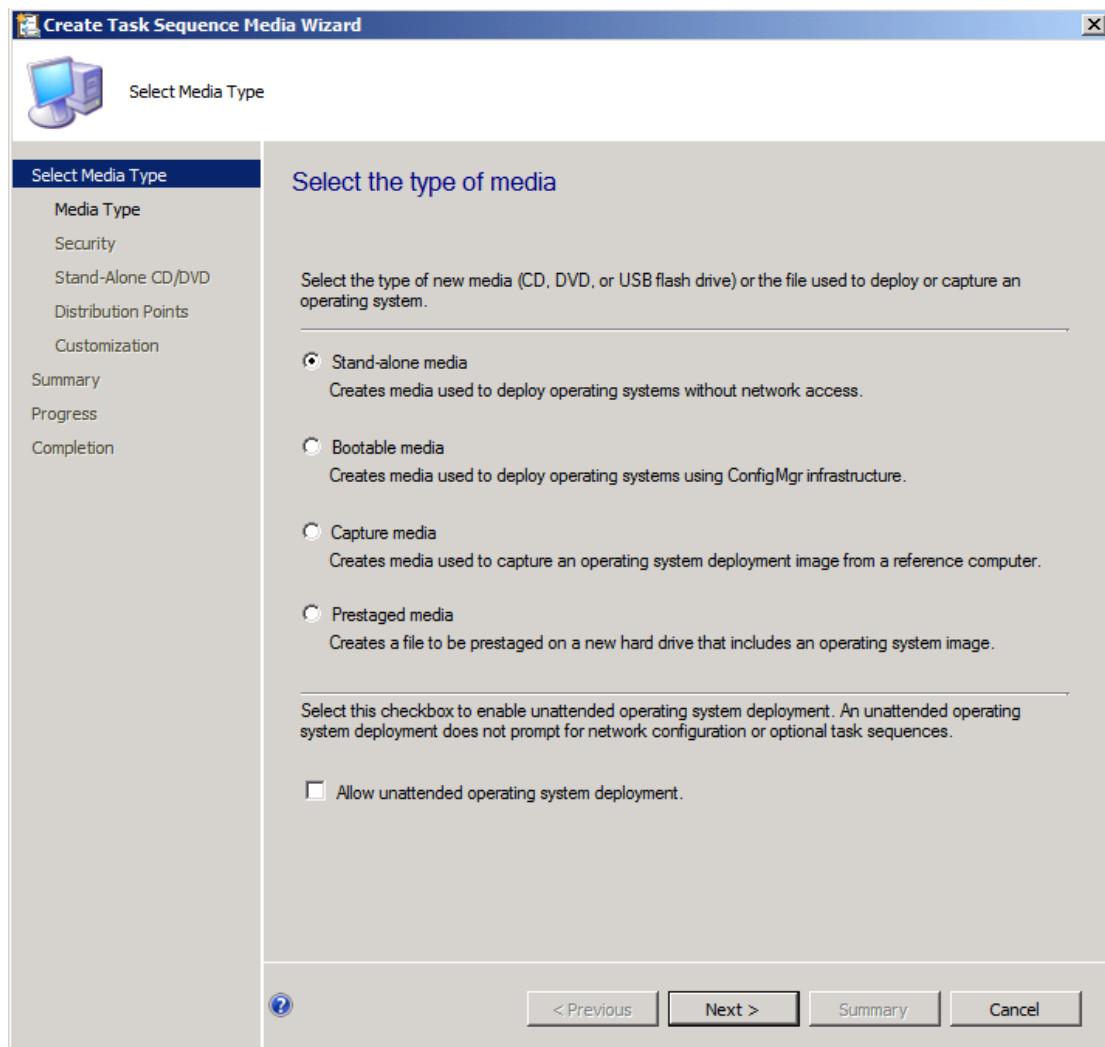 Create Task Sequence Media Wizard
Select Media Type
Select Media Type
Media Type
Security
Stand-Alone CD/DVD
Distribution Points
Customization
Summary
Progress
Completion
Select the type of media
Select the type of new media (CD, DVD, or USB flash drive) or the file used to deploy or capture an
operating system.
Stand-alone media
Creates media used to deploy operating systems without network access.
Bootable media
Creates media used to deploy operating systems using ConfigMgr infrastructure.
Capture media
Creates media used to capture an operating system deployment image from a reference computer.
Prestaged media
Creates a file to be prestaged on a new hard drive that includes an operating system image.
Select this checkbox to enable unattended operating system deployment. An unattended operating
system deployment does not prompt for network configuration or optional task sequences.
Allow unattended operating system deployment.
?
< Previous
Next >
Summary
Cancel